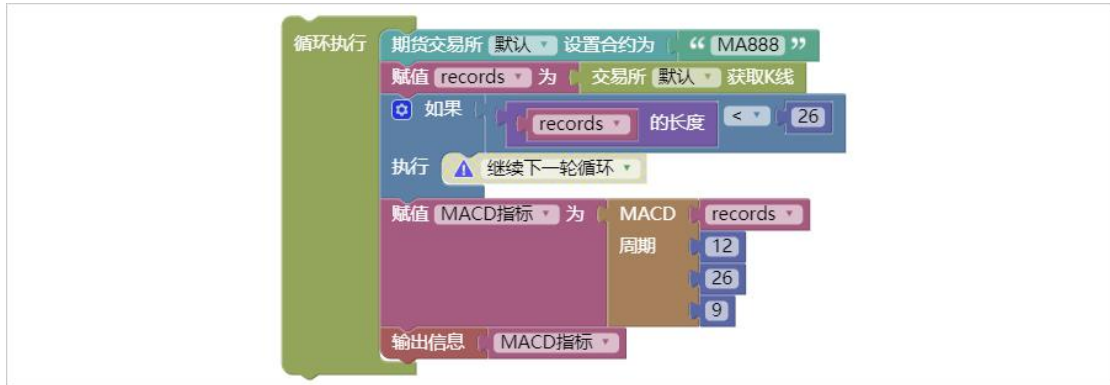 循环执行 期货交易所 默认 设置合约为 “ MA888 ”
赋值 records 为 交易所 默认 获取K线
如果 records 的长度 < 26
执行 继续下一轮循环
赋值 MACD指标 为 MACD records
周期 12
26
9
输出信息 MACD指标